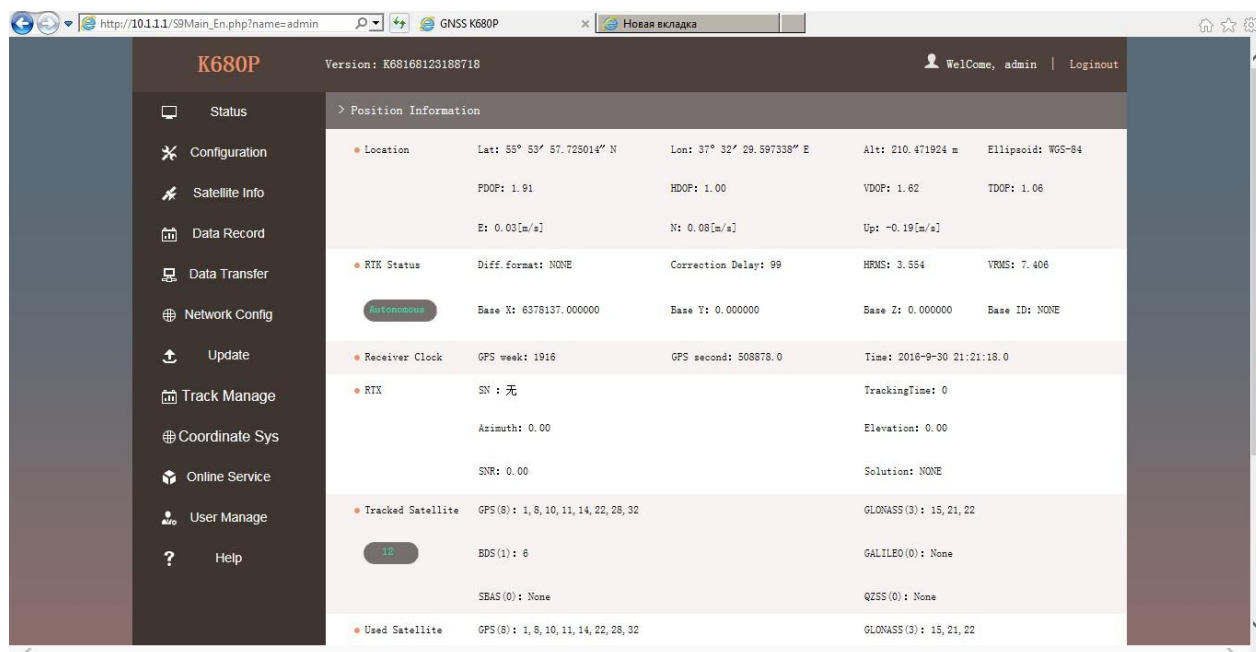 http://10.1.1.1/S9Main_En.php?name=admin GNSS K680P Новая вкладка
K680P Version: K68168123188718 WelCome, admin | Loginout
Status
Configuration
Satellite Info
Data Record
Data Transfer
Network Config
Update
Track Manage
Coordinate Sys
Online Service
User Manage
Help
> Position Information
Location Lat: 55° 53′ 57.725014″ N Lon: 37° 32′ 29.597338″ E Alt: 210.471924 m Ellipsoid: WGS-84
PDOP: 1.91 HDOP: 1.00 VDOP: 1.62 TDOP: 1.06
E: 0.03[m/s] N: 0.08[m/s] Up: -0.19[m/s]
RTK Status Diff.format: NONE Correction Delay: 99 HRMS: 3.554 VRMS: 7.406
Autonomous Base X: 6378137.000000 Base Y: 0.000000 Base Z: 0.000000 Base ID: NONE
Receiver Clock GPS week: 1916 GPS second: 508878.0 Time: 2016-9-30 21:21:18.0
RTX SN : 无 TrackingTime: 0
Azimuth: 0.00 Elevation: 0.00
SNR: 0.00 Solution: NONE
Tracked Satellite GPS(8): 1,8,10,11,14,22,28,32 GLONASS(3): 15,21,22
12 BDS(1): 6 GALILEO(0): None
SBAS(0): None QZSS(0): None
Used Satellite GPS(8): 1,8,10,11,14,22,28,32 GLONASS(3): 15,21,22